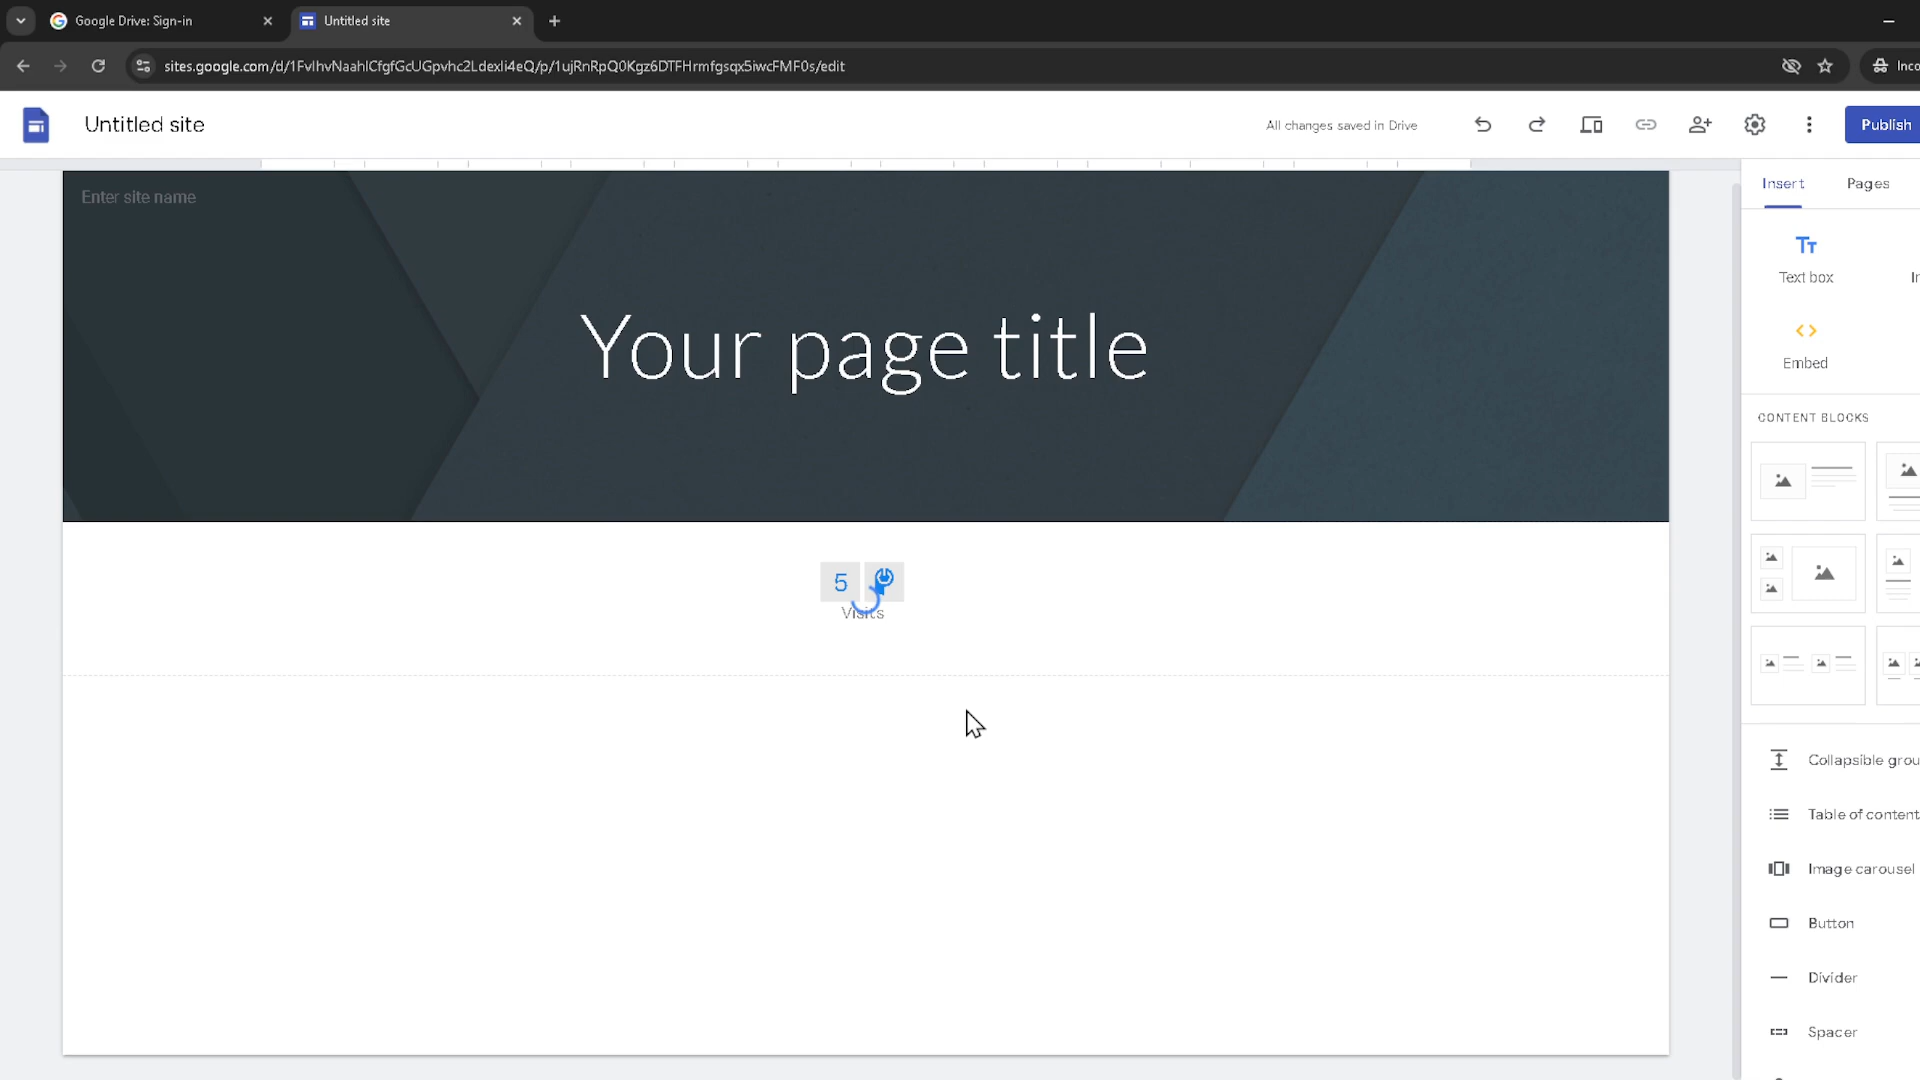 Google Drive: Sign-in
Untitled site
sites.google.com/d/1FvlhvNaahlCfgfGcUGpvhc2Ldexli4eQ/p/1ujRnRpQ0Kgz6DTFHrmfgsqx5iwcFMF0s/edit
Inco
Untitled site
All changes saved in Drive
Publish
Enter site name
Insert
Pages
Your page title
Text box
Embed
CONTENT BLOCKS
5
Visits
Collapsible grou
Table of content
Image carousel
Button
Divider
Spacer